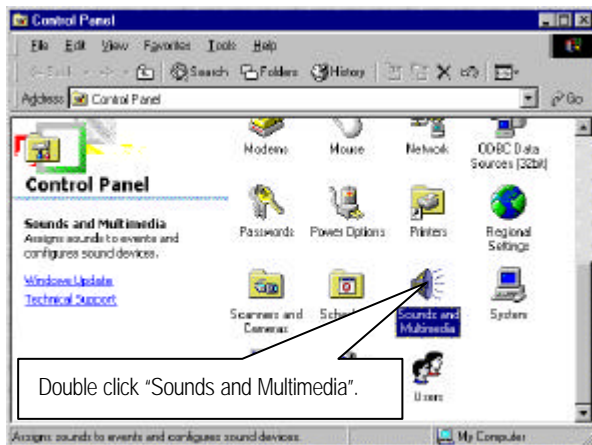 Control Panel
File Edit View Favorites Tools Help
Search Folders History
Address Control Panel Go
Modems Mouse Network ODBC Data
Sources (32bit)
Control Panel
Sounds and Multimedia
Assigns sounds to events and
configures sound devices.
Windows Update
Technical Support
Passwords Power Options Printers Regional
Settings
Scanners and
Cameras
Sounds and
Multimedia
System
Double click “Sounds and Multimedia”.
Users
Assigns sounds to events and configures sound devices. My Computer